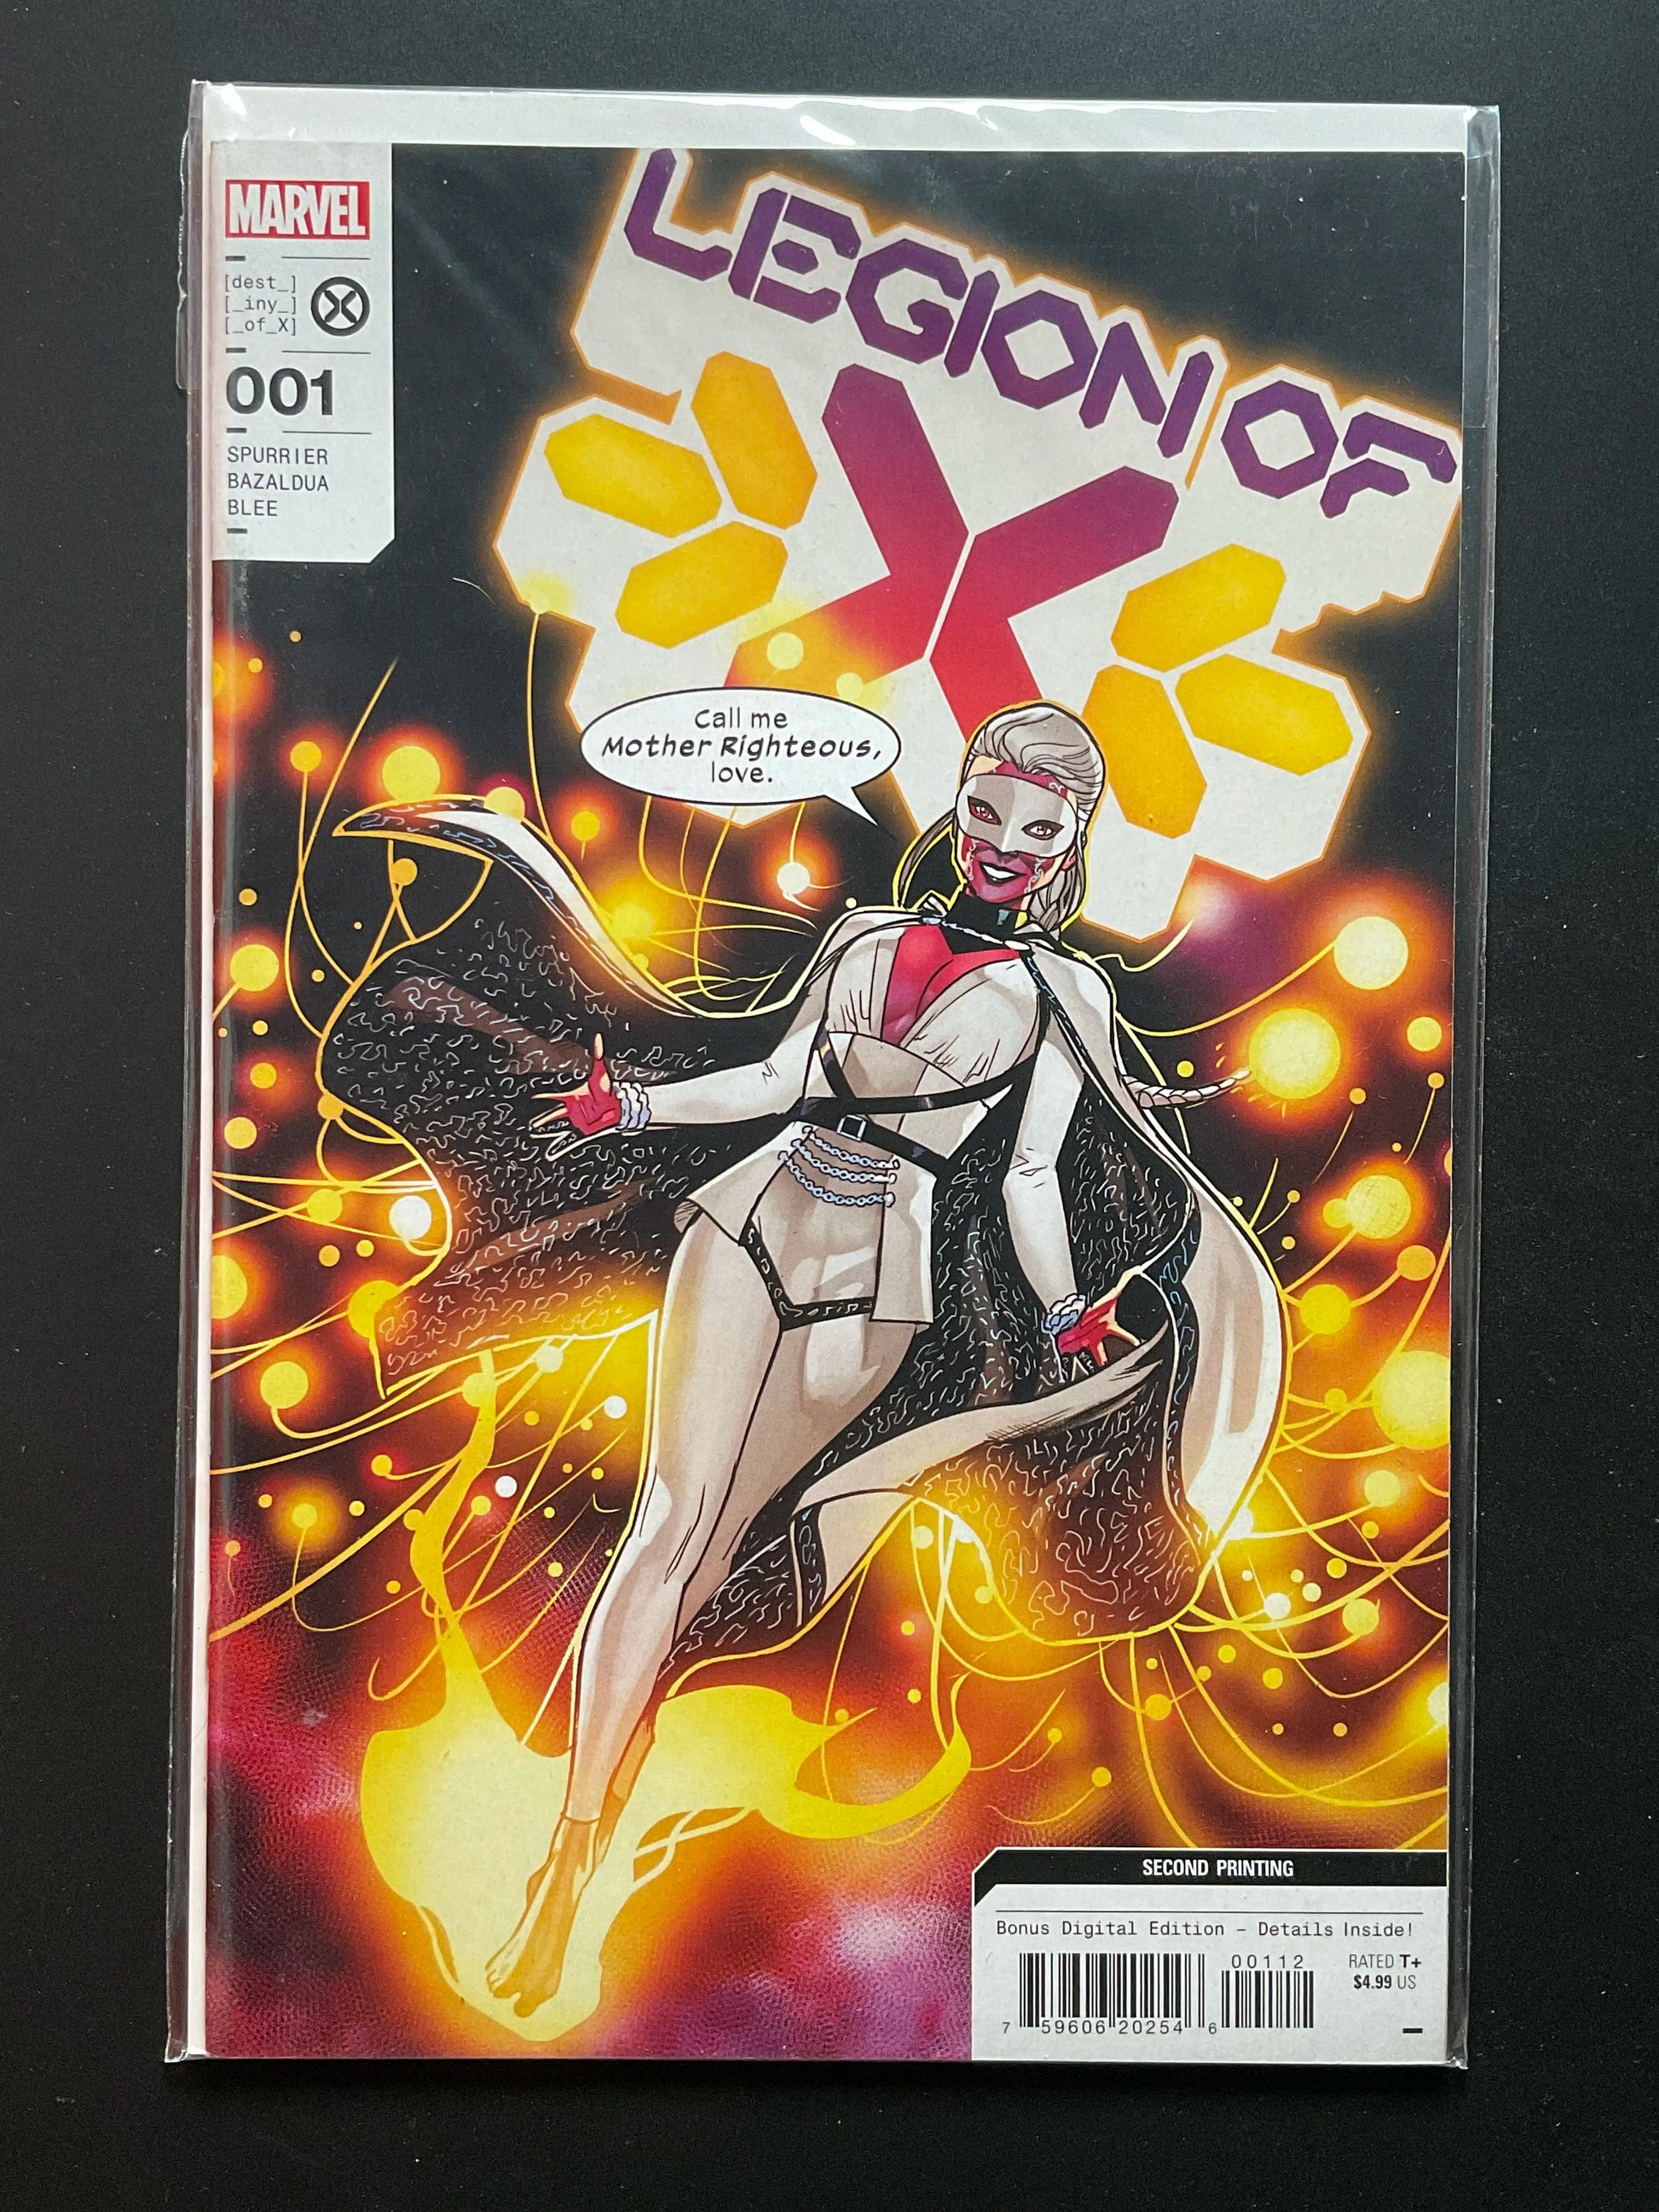 MARVEL
[dest_]
[_iny_]
[_of_X]
001
SPURRIER
BAZALDUA
BLEE
LEGION OF
X
Call me
Mother Righteous,
love.
SECOND PRINTING
Bonus Digital Edition – Details Inside!
00112
RATED T+
$4.99 US
7 59606 20254 6